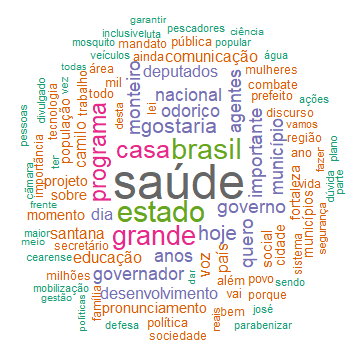 garantir
ciência
inclusive
luta
pescadores
mosquito
mandato
pública
popular
veículos
ainda
comunicação
água
todas
área
deputados
mulheres
divulgado
tecnologia
vez
mil
monteiro
nacional
combate
ações
todo
lei
prefeito
pessoas
população
trabalho
desta
odorico
agentes
discurso
vamos
gostaria
importante
município
região
câmara
importância
camilo
programa
casa
brasil
ano
fazer
plano
ter
saúde
vida
dúvida
parte
projeto
sobre
frente
momento
dia
estado
governo
fortaleza
municípios
segurança
maior
santana
grande
hoje
quero
social
cidade
sistema
meio
secretário
educação
anos
voz
país
cearense
milhões
governador
dar
além
povo
sendo
mobilização
família
desenvolvimento
vai
porque
gestão
políticas
pronunciamento
reais
bem
josé
defesa
política
parabenizar
sociedade